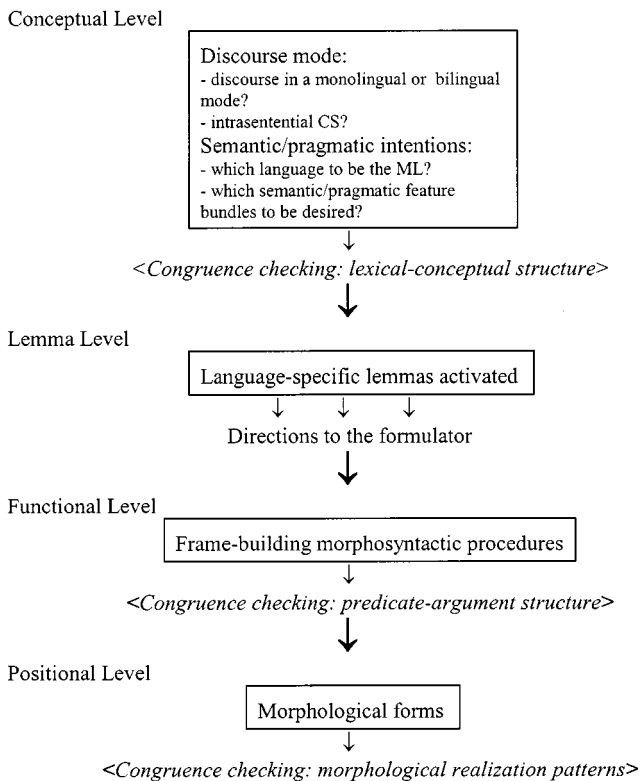 Conceptual Level
Discourse mode:
- discourse in a monolingual or bilingual
mode?
- intrasentential CS?
Semantic/pragmatic intentions:
- which language to be the ML?
- which semantic/pragmatic feature
bundles to be desired?
↓
<Congruence checking: lexical-conceptual structure>
↓
Lemma Level
Language-specific lemmas activated
↓ ↓ ↓
Directions to the formulator
↓
Functional Level
Frame-building morphosyntactic procedures
↓
<Congruence checking: predicate-argument structure>
↓
Positional Level
Morphological forms
↓
<Congruence checking: morphological realization patterns>